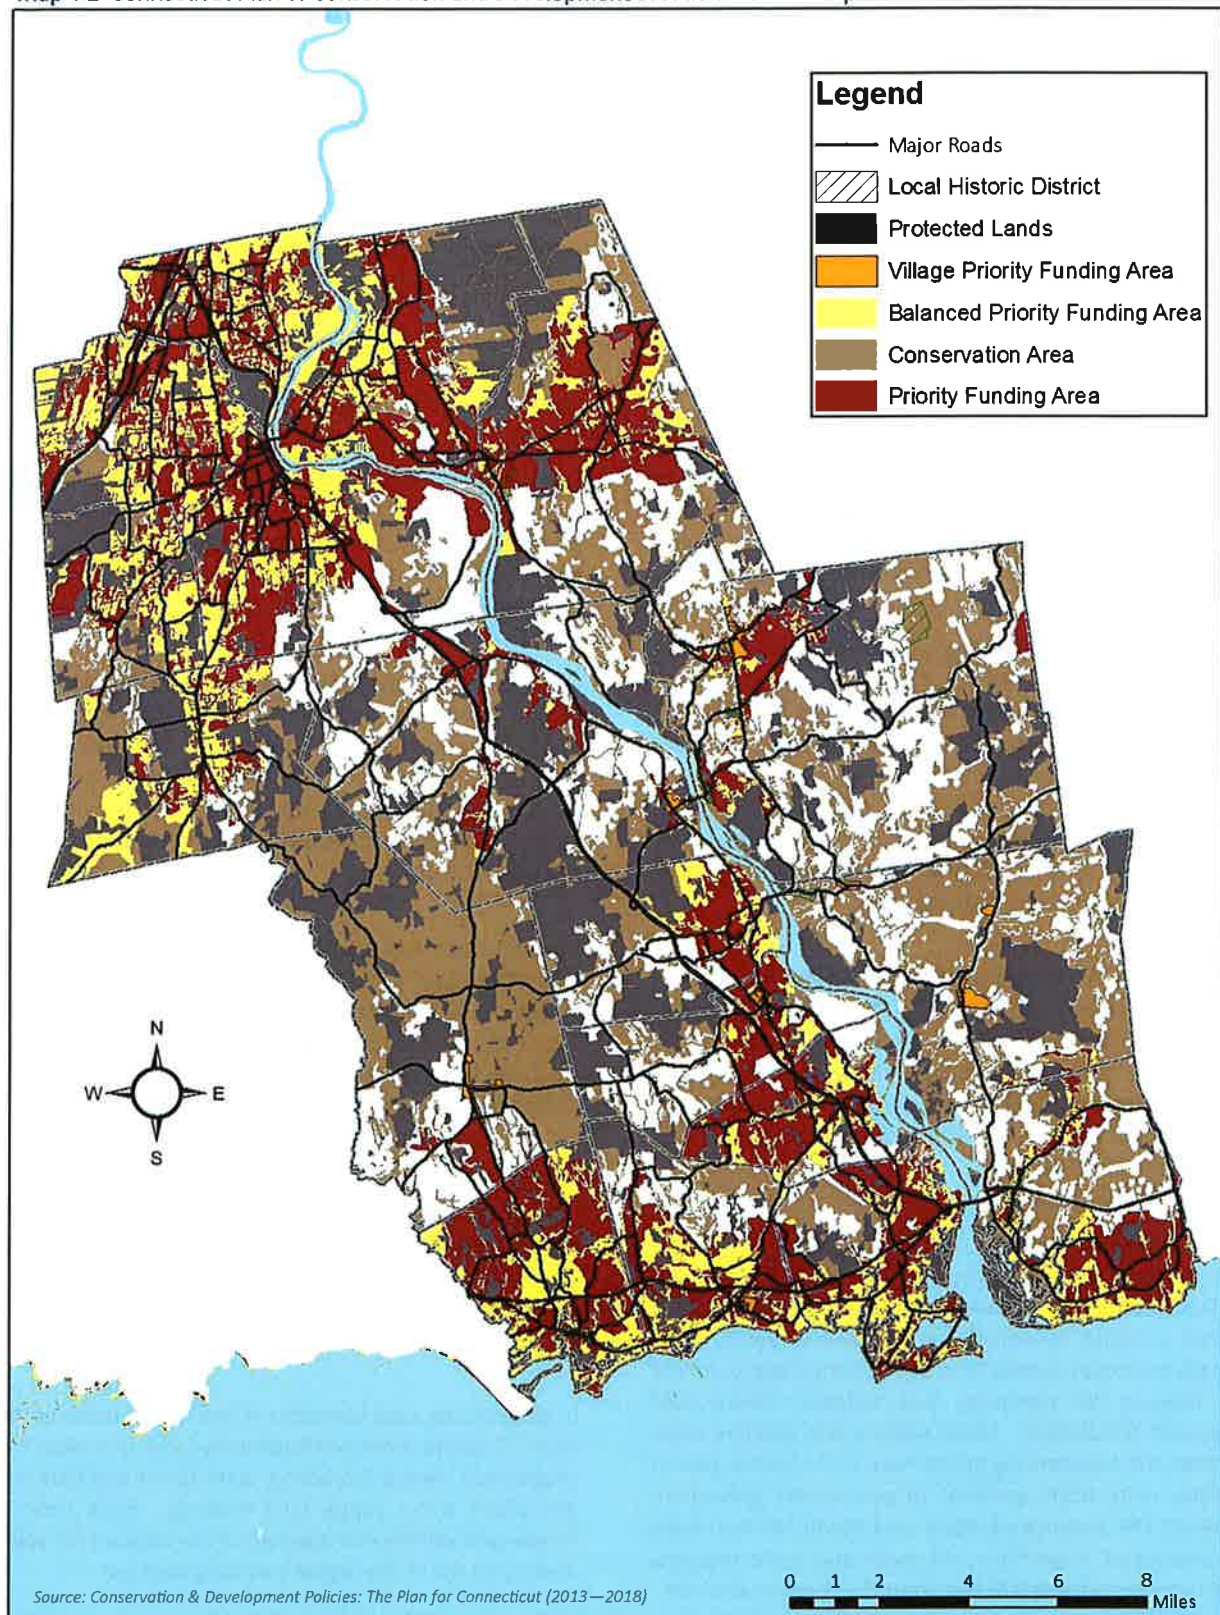 Legend
Major Roads
Local Historic District
Protected Lands
Village Priority Funding Area
Balanced Priority Funding Area
Conservation Area
Priority Funding Area
N
W E
S
0 1 2 4 6 8
Miles
Source: Conservation & Development Policies: The Plan for Connecticut (2013—2018)